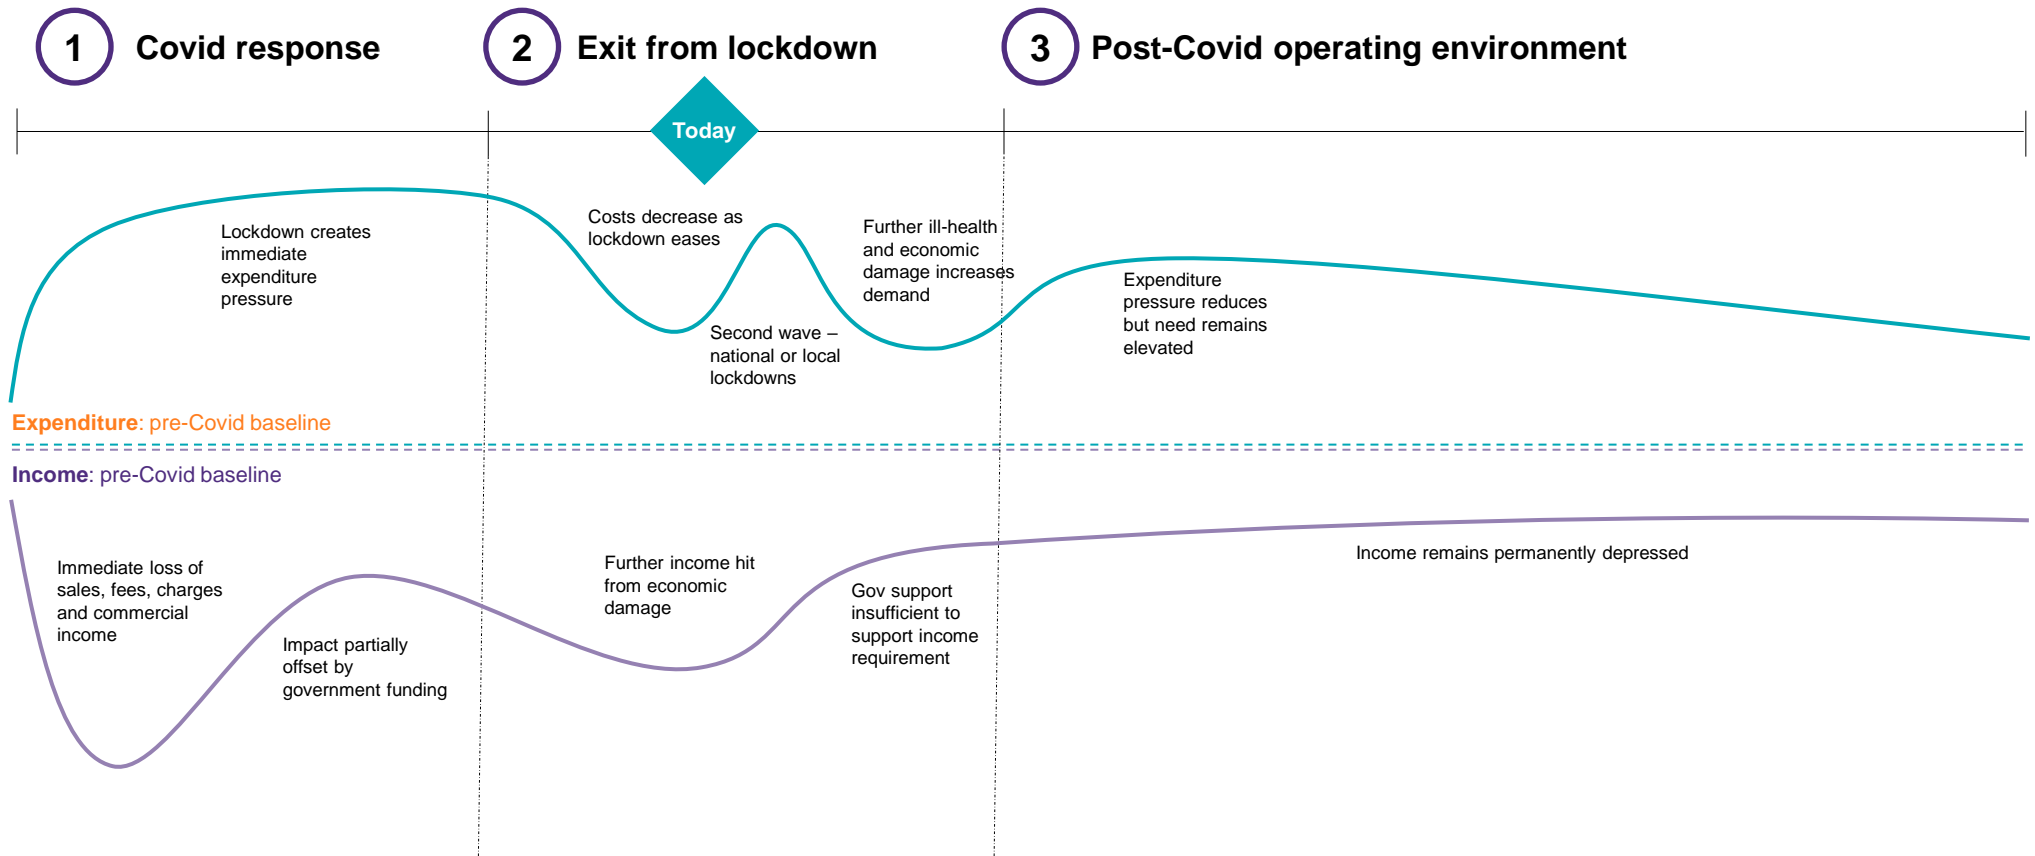 1
Covid response
2
Exit from lockdown
3
Post-Covid operating environment
Today
Lockdown creates
immediate
expenditure
pressure
Costs decrease as
lockdown eases
Second wave –
national or local
lockdowns
Further ill-health
and economic
damage increases
demand
Expenditure
pressure reduces
but need remains
elevated
Expenditure: pre-Covid baseline
Income: pre-Covid baseline
Immediate loss of
sales, fees, charges
and commercial
income
Impact partially
offset by
government funding
Further income hit
from economic
damage
Gov support
insufficient to
support income
requirement
Income remains permanently depressed